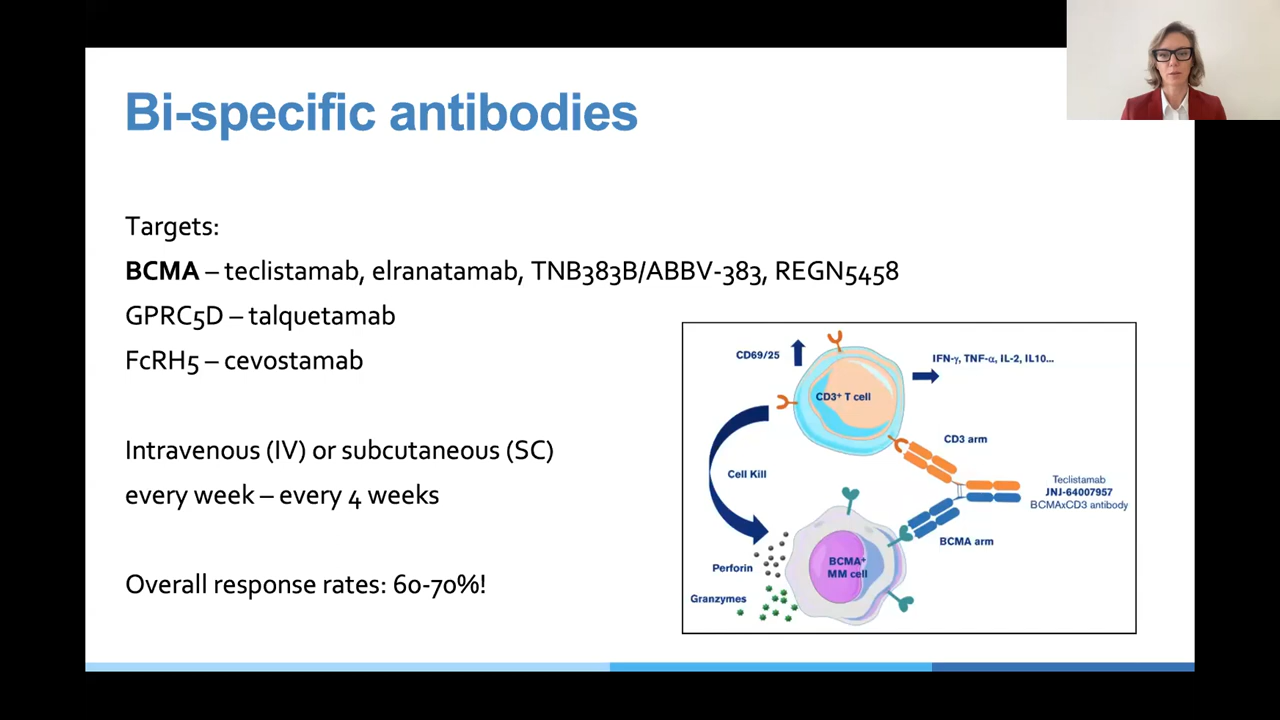 Bi-specific antibodies
Targets:
BCMA – teclistamab, elranatamab, TNB383B/ABBV-383, REGN5458
GPRC5D – talquetamab
FcRH5 – cevostamab
Intravenous (IV) or subcutaneous (SC)
every week – every 4 weeks
Overall response rates: 60-70%!
CD69/25
IFN-γ, TNF-α, IL-2, IL10...
CD3⁺ T cell
CD3 arm
Cell Kill
Teclistamab
JNJ-64007957
BCMAxCD3 antibody
BCMA arm
BCMA⁺
MM cell
Perforin
Granzymes